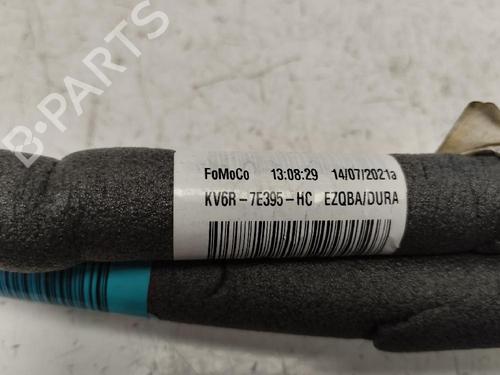 B-PARTS
FoMoCo 13:08:29 14/07/2021a
KV6R-7E395-HC EZQBA/DURA